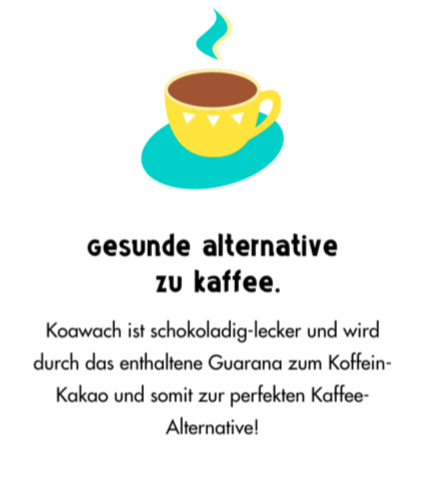 Gesunde alternative
zu kaffee.
Koawach ist schokoladig-lecker und wird
durch das enthaltene Guarana zum Koffein-
Kakao und somit zur perfekten Kaffee-
Alternative!